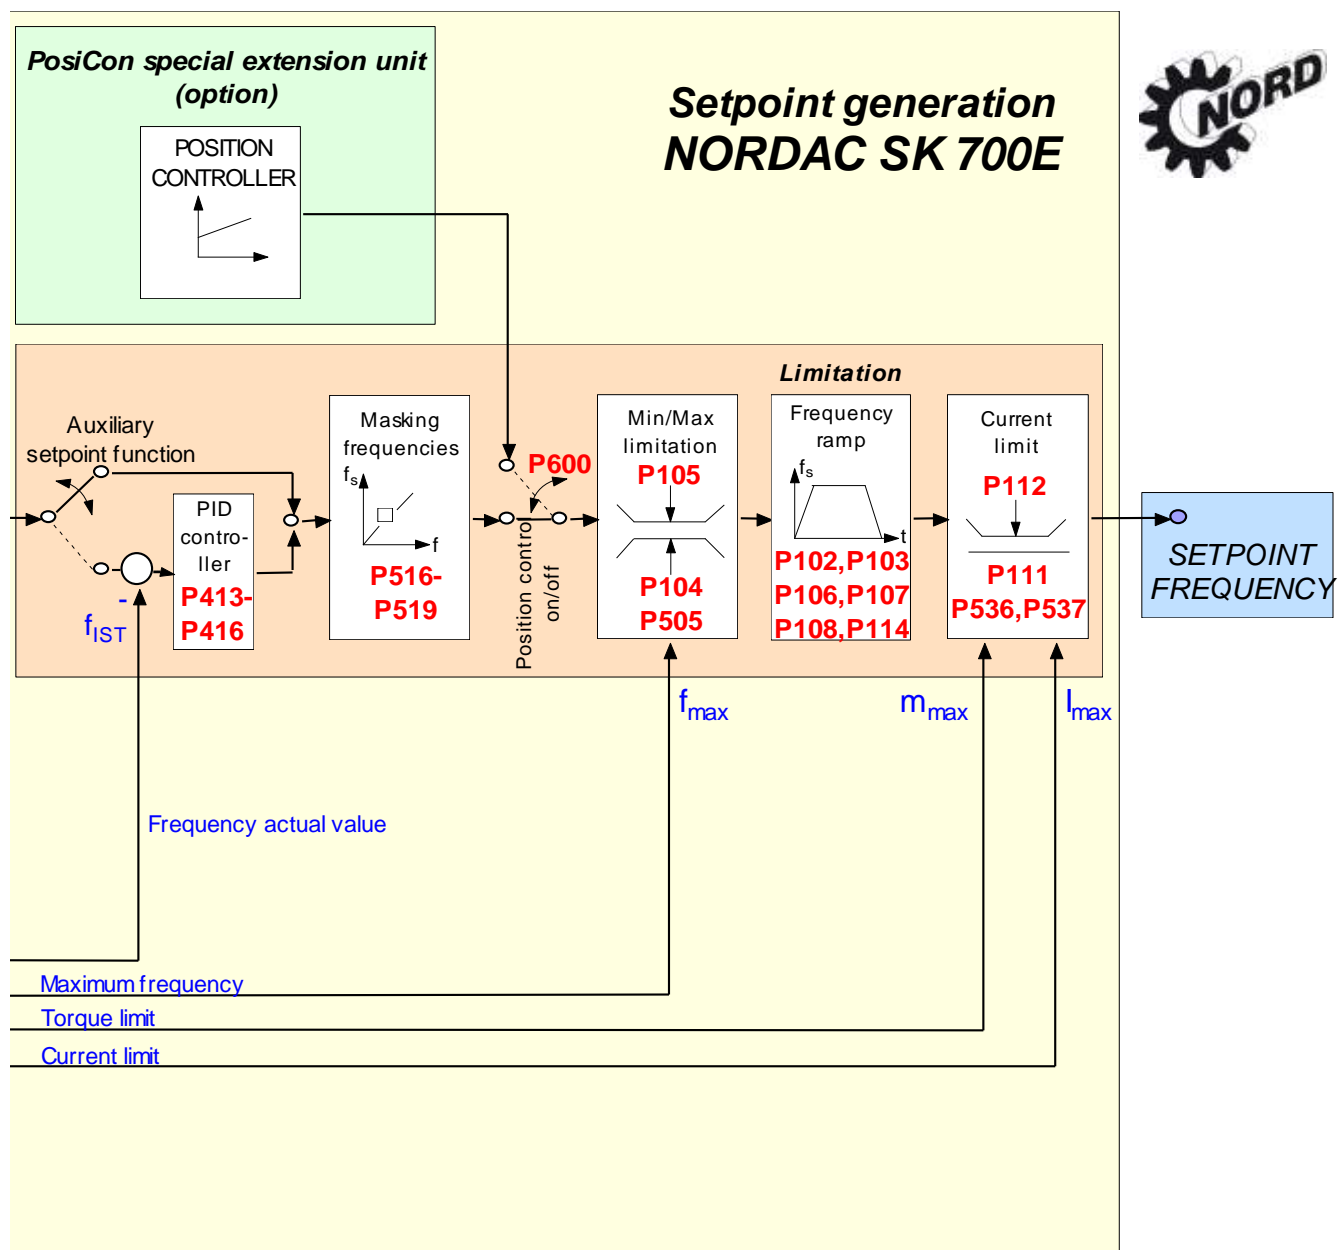 PosiCon special extension unit
(option)
POSITION
CONTROLLER
Setpoint generation
NORDAC SK 700E
NORD
Limitation
Auxiliary
setpoint function
PID
contro-
ller
P413-
P416
-
fIST
Masking
frequencies
fs
f
P516-
P519
P600
Position control
on/off
Min/Max
limitation
P105
P104
P505
Frequency
ramp
fs
t
P102,P103
P106,P107
P108,P114
Current
limit
P112
P111
P536,P537
SETPOINT
FREQUENCY
fmax
mmax
Imax
Frequency actual value
Maximum frequency
Torque limit
Current limit